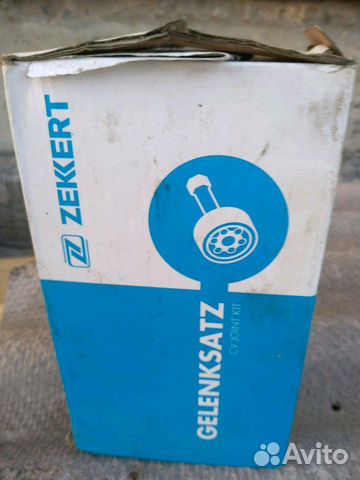 ZEKKERT
GELENKSATZ
CV JOINT KIT
Avito